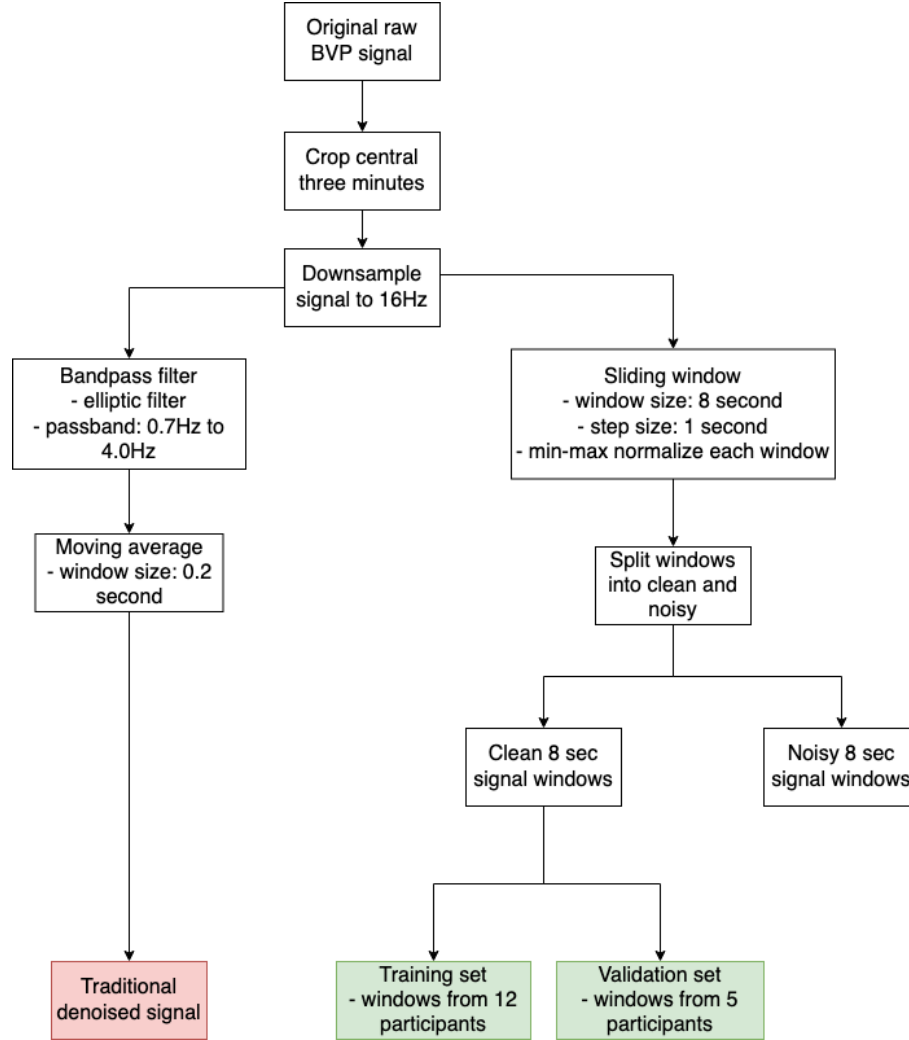 Original raw
BVP signal
Crop central
three minutes
Downsample
signal to 16Hz
Bandpass filter
- elliptic filter
- passband: 0.7Hz to
4.0Hz
Sliding window
- window size: 8 second
- step size: 1 second
- min-max normalize each window
Moving average
- window size: 0.2
second
Split windows
into clean and
noisy
Clean 8 sec
signal windows
Noisy 8 sec
signal windows
Traditional
denoised signal
Training set
- windows from 12
participants
Validation set
- windows from 5
participants